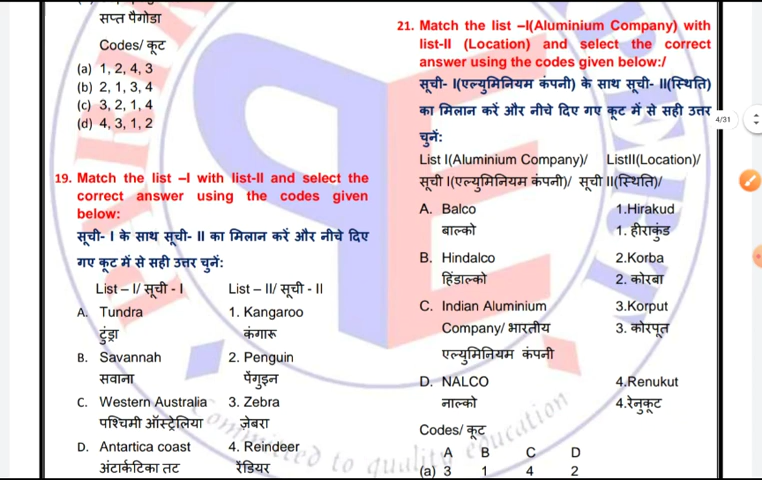 सप्त पैगोडा
Codes/ कूट
(a) 1, 2, 4, 3
(b) 2, 1, 3, 4
(c) 3, 2, 1, 4
(d) 4, 3, 1, 2
19. Match the list –I with list-II and select the
correct answer using the codes given
below:
सूची- I के साथ सूची- II का मिलान करें और नीचे दिए
गए कूट में से सही उत्तर चुनें:
List – I/ सूची - I List – II/ सूची - II
A. Tundra 1. Kangaroo
टुंड्रा कंगारू
B. Savannah 2. Penguin
सवाना पेंगुइन
C. Western Australia 3. Zebra
पश्चिमी ऑस्ट्रेलिया ज़ेबरा
D. Antartica coast 4. Reindeer
अंटार्कटिका तट रेंडियर
21. Match the list –I(Aluminium Company) with
list-II (Location) and select the correct
answer using the codes given below:/
सूची- I(एल्युमिनियम कंपनी) के साथ सूची- II(स्थिति)
का मिलान करें और नीचे दिए गए कूट में से सही उत्तर
चुनें:
List I(Aluminium Company)/ ListII(Location)/
सूची I(एल्युमिनियम कंपनी)/ सूची II(स्थिति)/
A. Balco 1.Hirakud
बाल्को 1. हीराकुंड
B. Hindalco 2.Korba
हिंडाल्को 2. कोरबा
C. Indian Aluminium 3.Korput
Company/ भारतीय 3. कोरपूत
एल्युमिनियम कंपनी
D. NALCO 4.Renukut
नाल्को 4.रेनुकूट
Codes/ कूट
A B C D
(a) 3 1 4 2
4/31
Committed to quality education